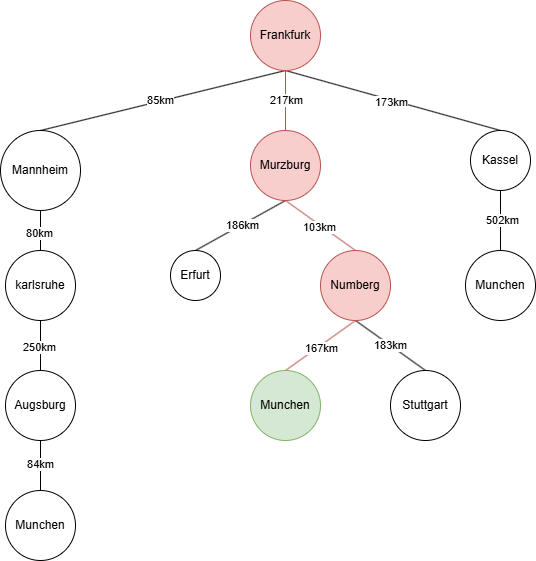 Frankfurk
85km
217km
173km
Mannheim
Murzburg
Kassel
80km
186km
103km
502km
karlsruhe
Erfurt
Numberg
Munchen
250km
167km
183km
Augsburg
Munchen
Stuttgart
84km
Munchen